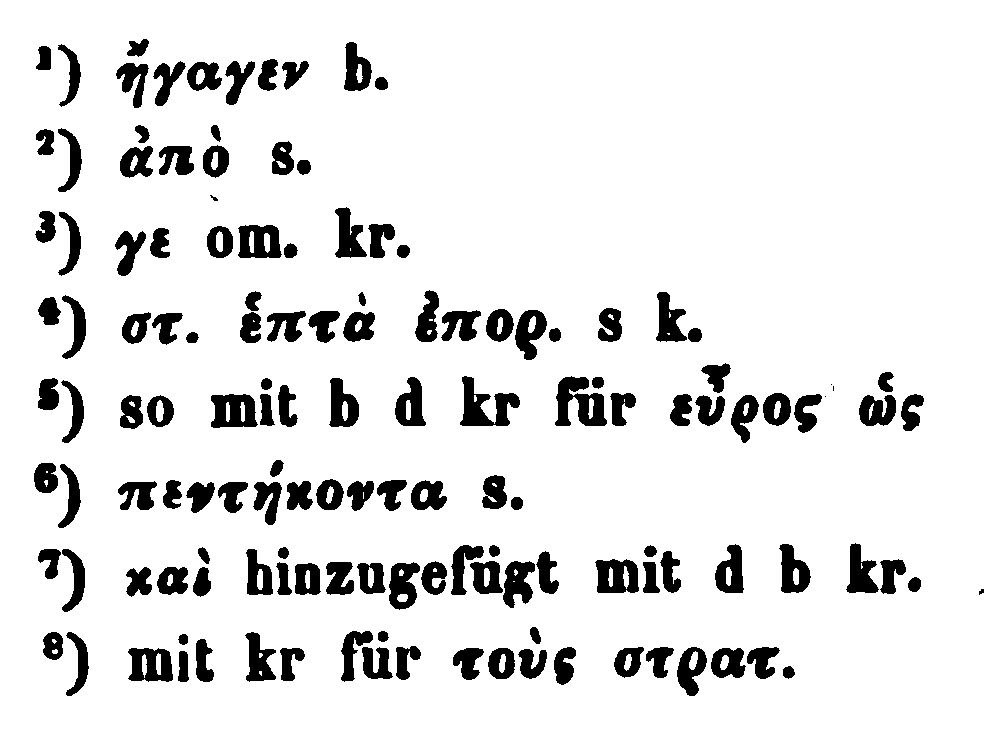 ¹) ἤγαγεν b.
²) ἀπὸ s.
³) γε om. kr.
⁴) στ. ἑπτὰ ἐπορ. s k.
⁵) so mit b d kr für εὖρος ὡς
⁶) πεντήκοντα s.
⁷) καὶ hinzugefügt mit d b kr.
⁸) mit kr für τοὺς στρατ.